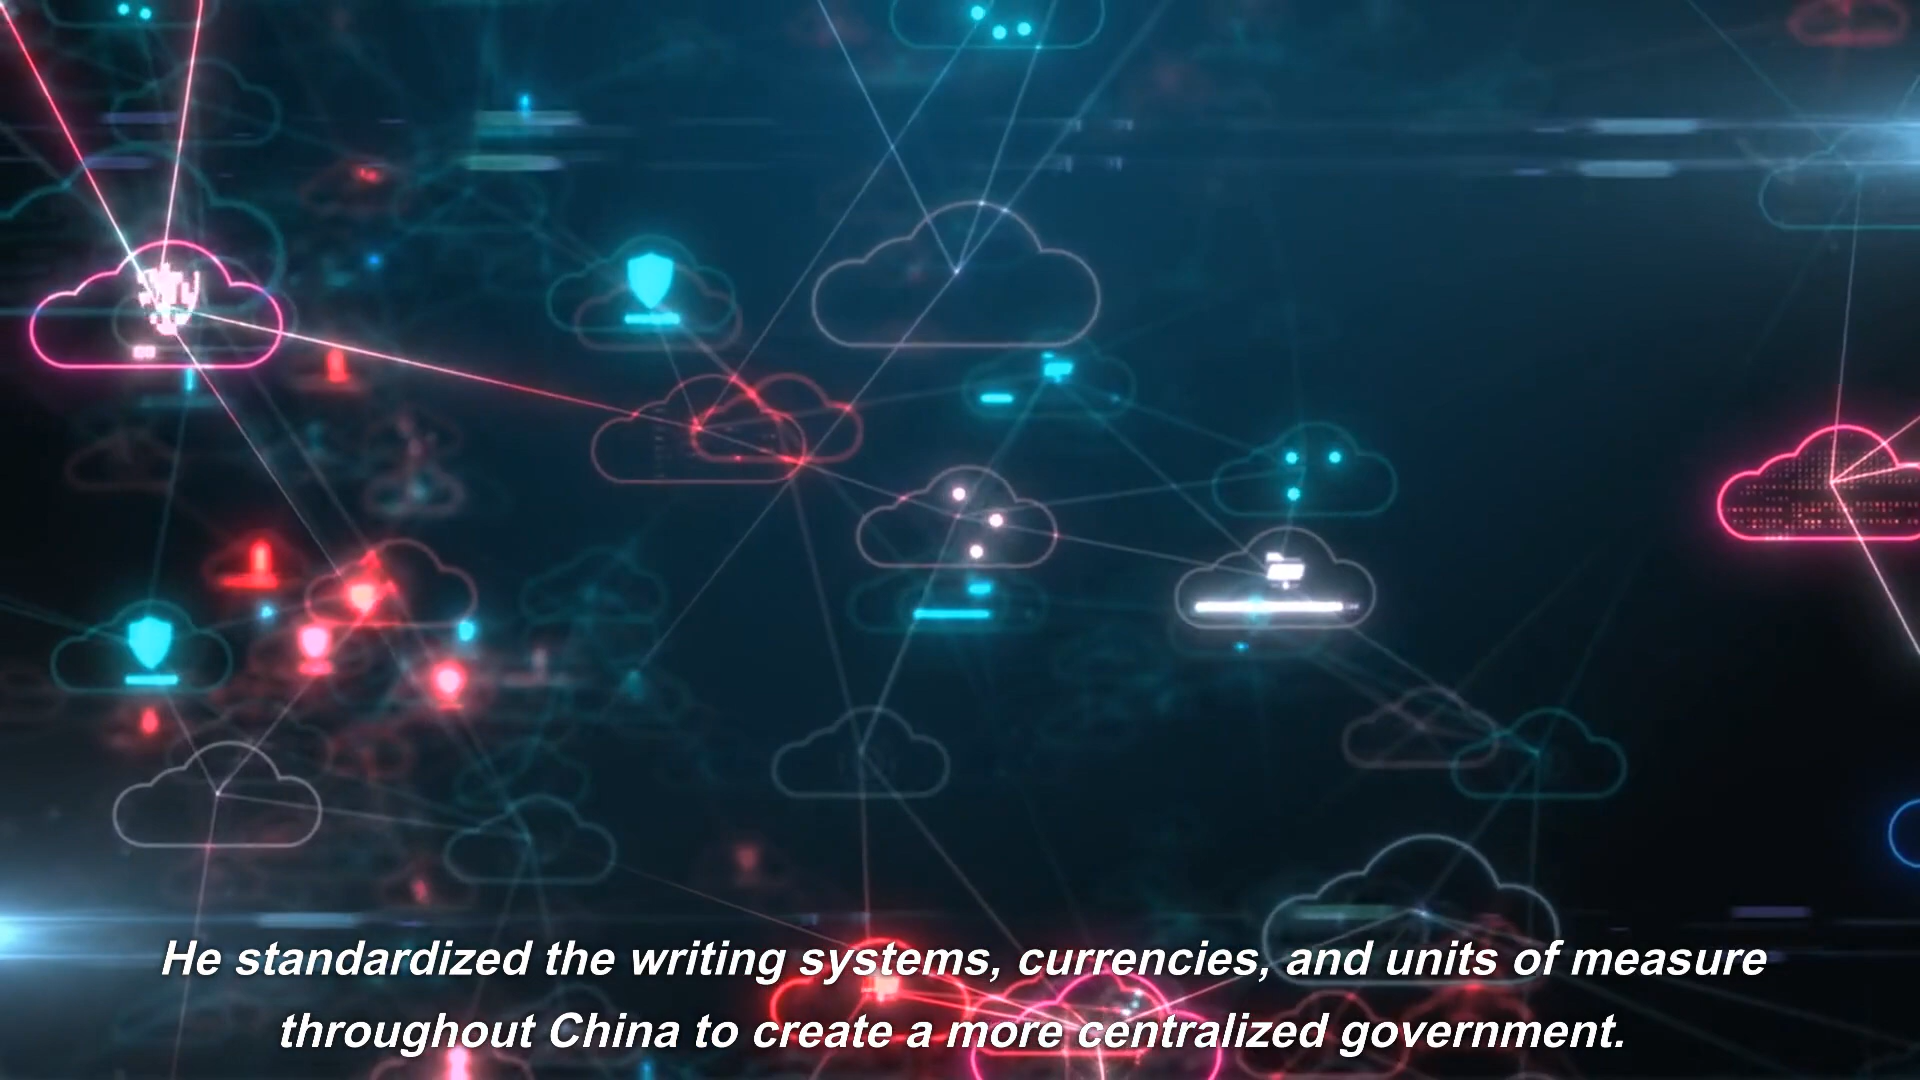 He standardized the writing systems, currencies, and units of measure
throughout China to create a more centralized government.